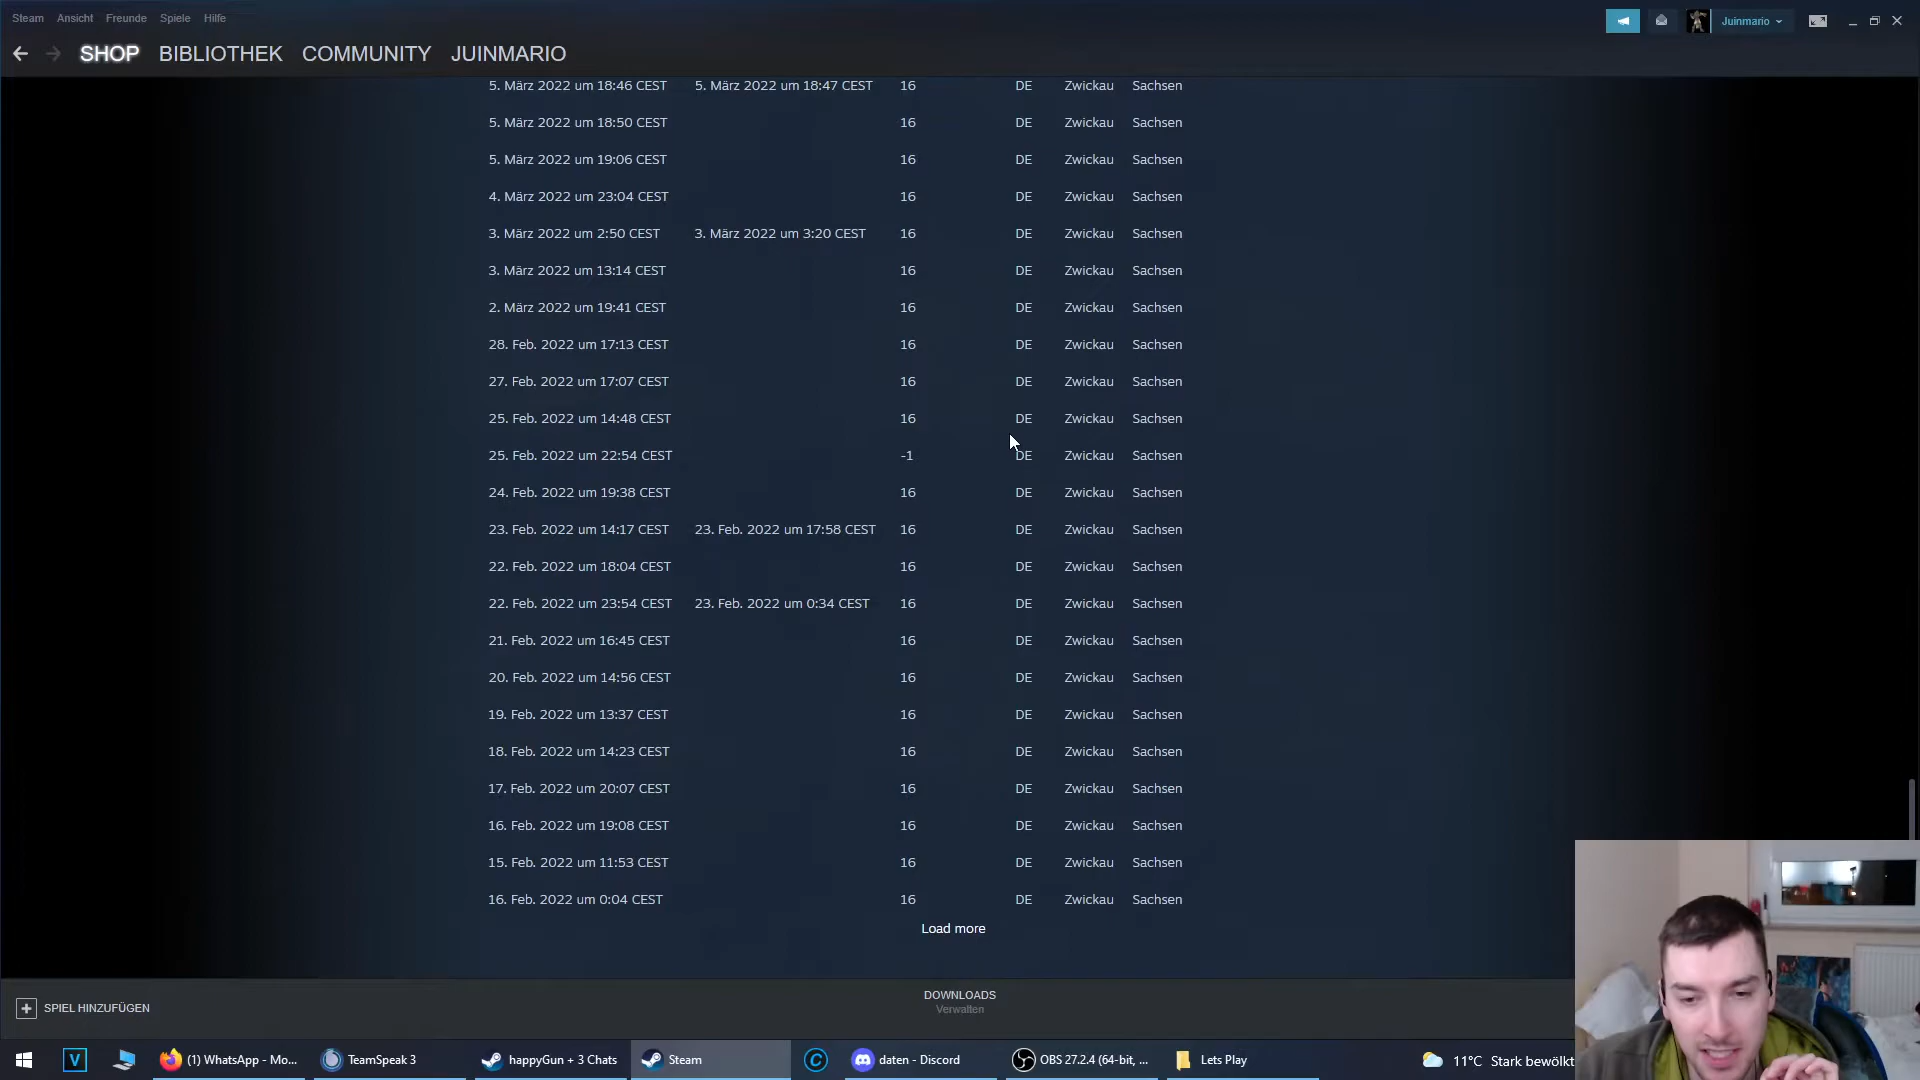 Steam Ansicht Freunde Spiele Hilfe
Juinmario
SHOP BIBLIOTHEK COMMUNITY JUINMARIO
5. März 2022 um 18:46 CEST 5. März 2022 um 18:47 CEST 16 DE Zwickau Sachsen
5. März 2022 um 18:50 CEST 16 DE Zwickau Sachsen
5. März 2022 um 19:06 CEST 16 DE Zwickau Sachsen
4. März 2022 um 23:04 CEST 16 DE Zwickau Sachsen
3. März 2022 um 2:50 CEST 3. März 2022 um 3:20 CEST 16 DE Zwickau Sachsen
3. März 2022 um 13:14 CEST 16 DE Zwickau Sachsen
2. März 2022 um 19:41 CEST 16 DE Zwickau Sachsen
28. Feb. 2022 um 17:13 CEST 16 DE Zwickau Sachsen
27. Feb. 2022 um 17:07 CEST 16 DE Zwickau Sachsen
25. Feb. 2022 um 14:48 CEST 16 DE Zwickau Sachsen
25. Feb. 2022 um 22:54 CEST -1 DE Zwickau Sachsen
24. Feb. 2022 um 19:38 CEST 16 DE Zwickau Sachsen
23. Feb. 2022 um 14:17 CEST 23. Feb. 2022 um 17:58 CEST 16 DE Zwickau Sachsen
22. Feb. 2022 um 18:04 CEST 16 DE Zwickau Sachsen
22. Feb. 2022 um 23:54 CEST 23. Feb. 2022 um 0:34 CEST 16 DE Zwickau Sachsen
21. Feb. 2022 um 16:45 CEST 16 DE Zwickau Sachsen
20. Feb. 2022 um 14:56 CEST 16 DE Zwickau Sachsen
19. Feb. 2022 um 13:37 CEST 16 DE Zwickau Sachsen
18. Feb. 2022 um 14:23 CEST 16 DE Zwickau Sachsen
17. Feb. 2022 um 20:07 CEST 16 DE Zwickau Sachsen
16. Feb. 2022 um 19:08 CEST 16 DE Zwickau Sachsen
15. Feb. 2022 um 11:53 CEST 16 DE Zwickau Sachsen
16. Feb. 2022 um 0:04 CEST 16 DE Zwickau Sachsen
Load more
SPIEL HINZUFÜGEN
DOWNLOADS
Verwalten
(1) WhatsApp - Mo... TeamSpeak 3 happyGun + 3 Chats Steam daten - Discord OBS 27.2.4 (64-bit, ... Lets Play 11°C Stark bewölkt